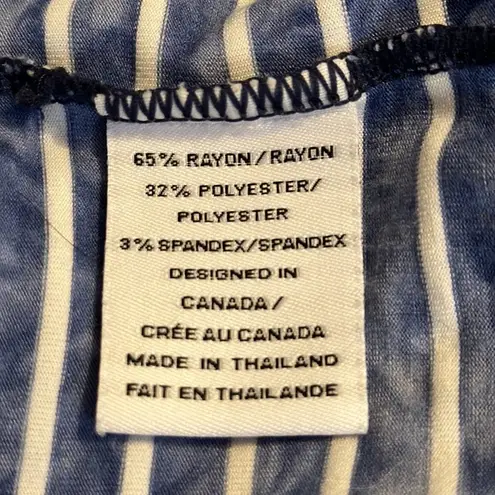 65% RAYON/RAYON
32% POLYESTER/
POLYESTER
3% SPANDEX/SPANDEX
DESIGNED IN
CANADA/
CRÉE AU CANADA
MADE IN THAILAND
FAIT EN THAILANDE